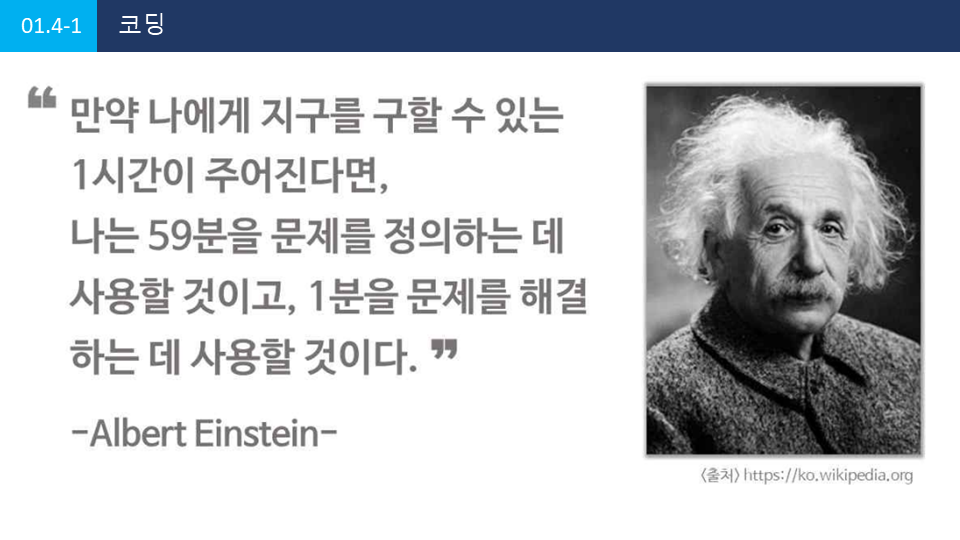 01.4-1 코딩
❝ 만약 나에게 지구를 구할 수 있는
1시간이 주어진다면,
나는 59분을 문제를 정의하는 데
사용할 것이고, 1분을 문제를 해결
하는 데 사용할 것이다. ❞
-Albert Einstein-
<출처> https://ko.wikipedia.org